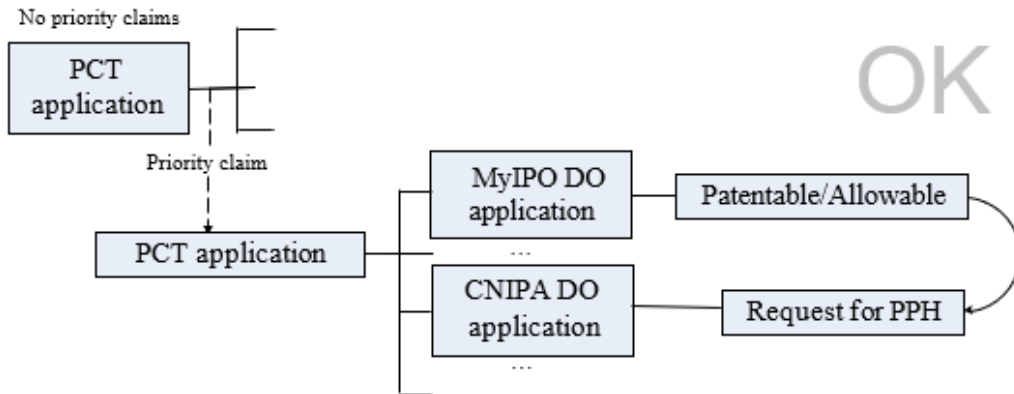 No priority claims
PCT
application
OK
Priority claim
MyIPO DO
application
Patentable/Allowable
PCT application
...
CNIPA DO
application
Request for PPH
...